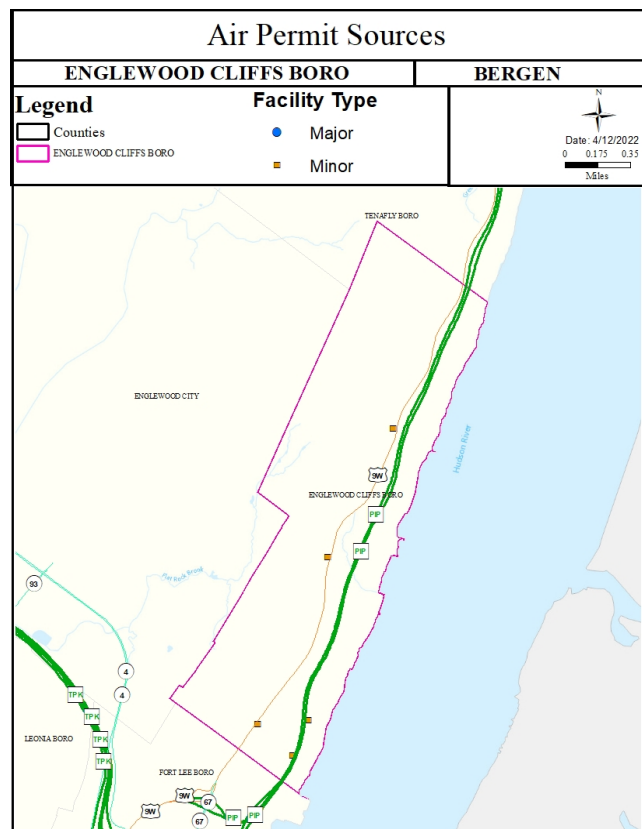 Air Permit Sources
ENGLEWOOD CLIFFS BORO
BERGEN
Legend
Counties
ENGLEWOOD CLIFFS BORO
Facility Type
Major
Minor
N
Date: 4/12/2022
0 0.175 0.35
Miles
TENAFLY BORO
ENGLEWOOD CITY
Hudson River
9W
ENGLEWOOD CLIFFS BORO
PIP
PIP
93
4
4
TPK
TPK
TPK
TPK
LEONIA BORO
FORT LEE BORO
9W
9W
67
67
PIP
PIP